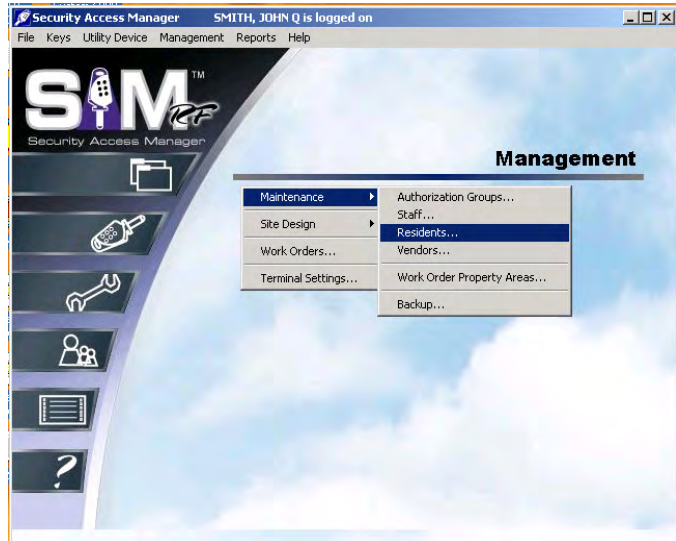 Security Access Manager SMITH, JOHN Q is logged on
File Keys Utility Device Management Reports Help
SAM TM
RF
Security Access Manager
Management
Maintenance
Site Design
Work Orders...
Terminal Settings...
Authorization Groups...
Staff...
Residents...
Vendors...
Work Order Property Areas...
Backup...
?